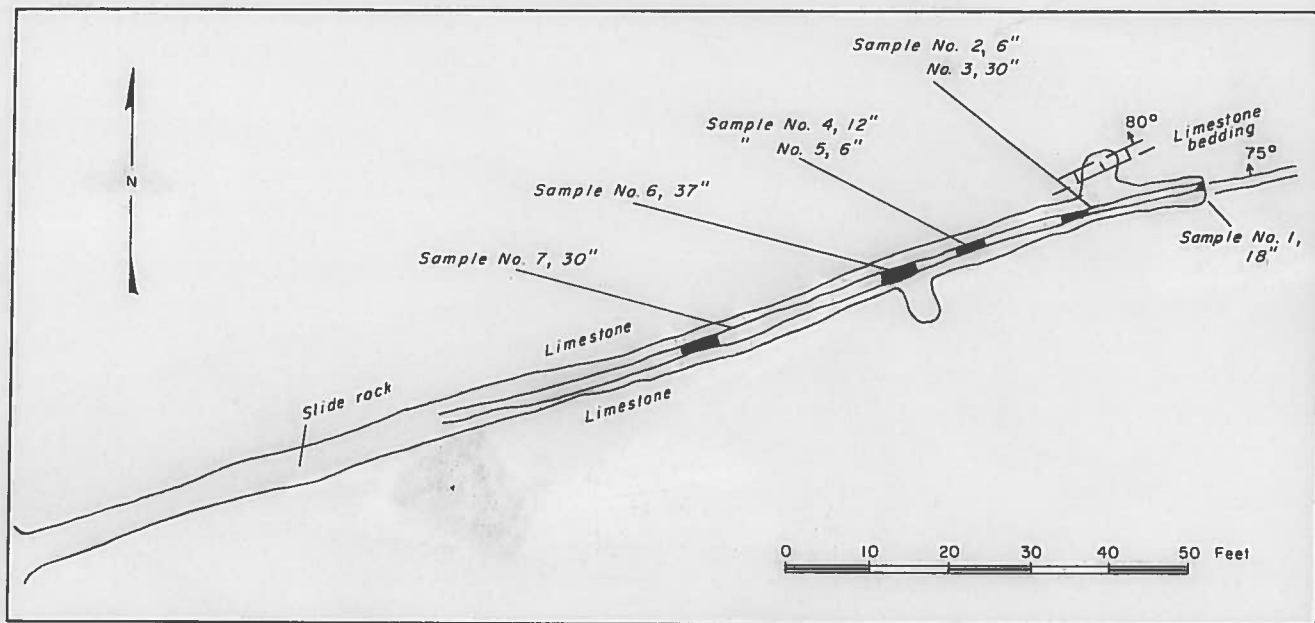 Sample No. 2, 6"
No. 3, 30"
Sample No. 4, 12"
" No. 5, 6"
80°
Limestone
bedding
75°
N
Sample No. 6, 37"
Sample No. 1,
18"
Sample No. 7, 30"
Limestone
Slide rock
Limestone
0 10 20 30 40 50 Feet